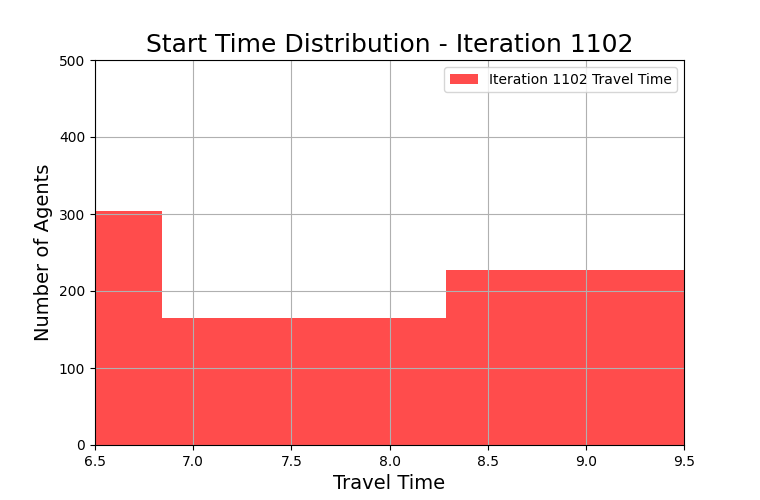 Start Time Distribution - Iteration 1102
Iteration 1102 Travel Time
Number of Agents
500
400
300
200
100
0
6.5 7.0 7.5 8.0 8.5 9.0 9.5
Travel Time